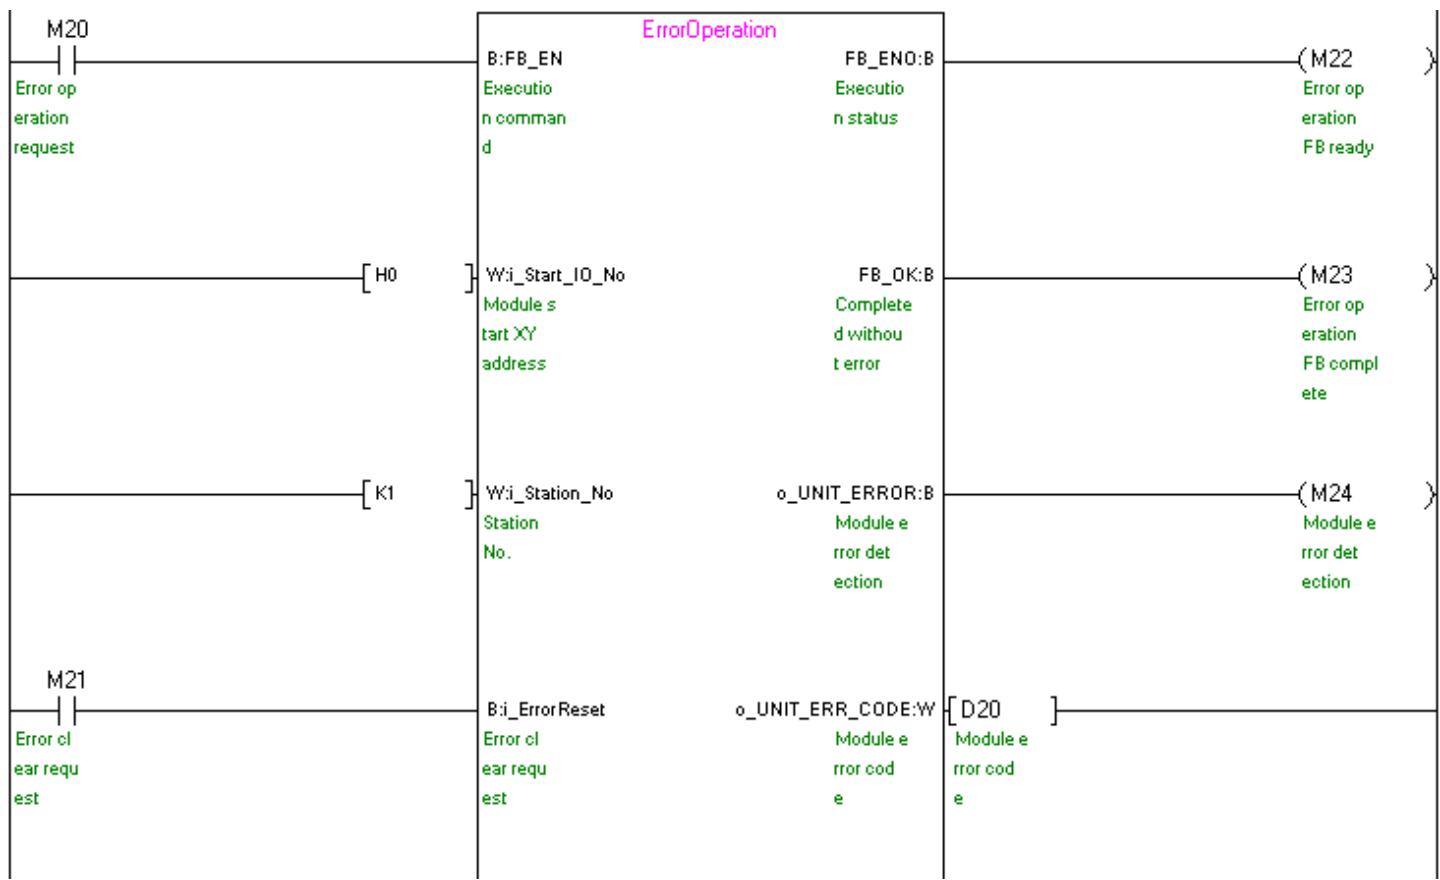 M20
ErrorOperation
B:FB_EN
FB_ENO:B
M22
Error op
eration
request
Executio
n comman
d
Executio
n status
Error op
eration
FB ready
H0
W:i_Start_IO_No
FB_OK:B
M23
Module s
tart XY
address
Complete
d withou
t error
Error op
eration
FB compl
ete
K1
W:i_Station_No
o_UNIT_ERROR:B
M24
Station
No.
Module e
rror det
ection
Module e
rror det
ection
M21
B:i_ErrorReset
o_UNIT_ERR_CODE:W
D20
Error cl
ear requ
est
Error cl
ear requ
est
Module e
rror cod
e
Module e
rror cod
e